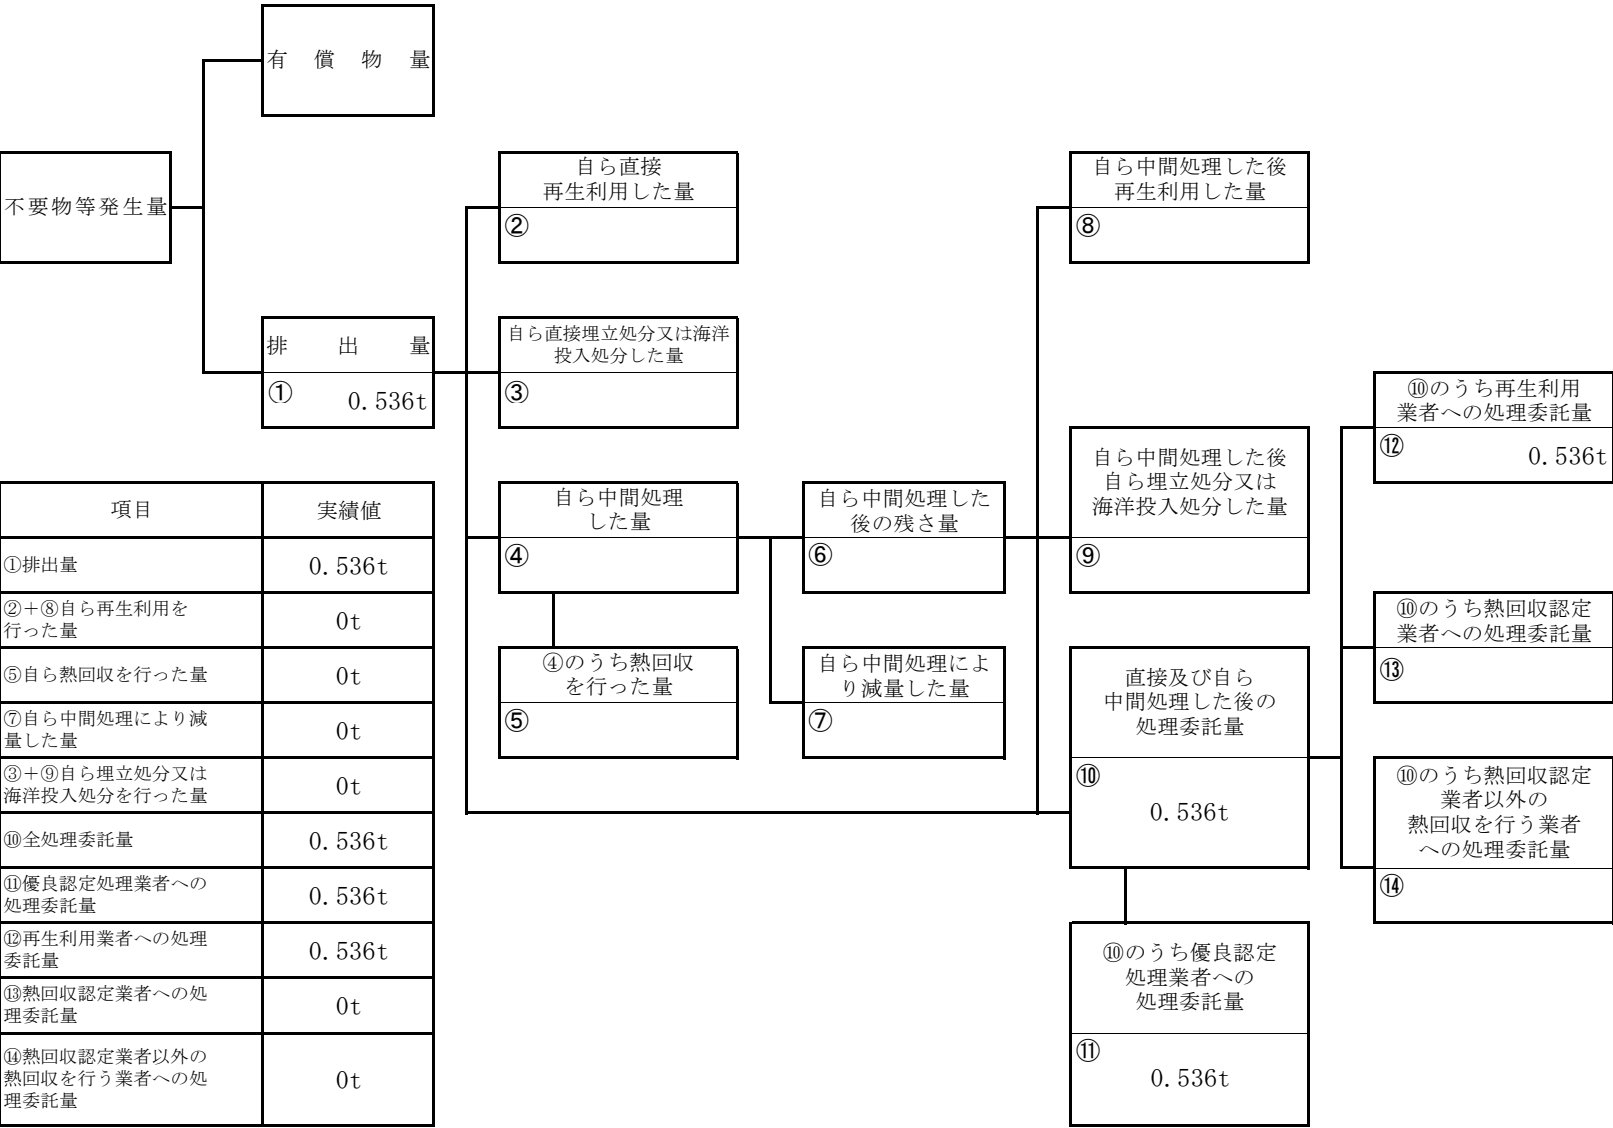 有償物量
不要物等発生量
排出量
① 0.536t
自ら直接
再生利用した量
②
自ら直接埋立処分又は海洋
投入処分した量
③
自ら中間処理
した量
④
④のうち熱回収
を行った量
⑤
自ら中間処理した
後の残さ量
⑥
自ら中間処理によ
り減量した量
⑦
自ら中間処理した後
再生利用した量
⑧
自ら中間処理した後
自ら埋立処分又は
海洋投入処分した量
⑨
直接及び自ら
中間処理した後の
処理委託量
⑩
0.536t
⑩のうち優良認定
処理業者への
処理委託量
⑪
0.536t
⑩のうち再生利用
業者への処理委託量
⑫ 0.536t
⑩のうち熱回収認定
業者への処理委託量
⑬
⑩のうち熱回収認定
業者以外の
熱回収を行う業者
への処理委託量
⑭
項目 実績値
①排出量 0.536t
②＋⑧自ら再生利用を
行った量 0t
⑤自ら熱回収を行った量 0t
⑦自ら中間処理により減
量した量 0t
③＋⑨自ら埋立処分又は
海洋投入処分を行った量 0t
⑩全処理委託量 0.536t
⑪優良認定処理業者への
処理委託量 0.536t
⑫再生利用業者への処理
委託量 0.536t
⑬熱回収認定業者への処
理委託量 0t
⑭熱回収認定業者以外の
熱回収を行う業者への処
理委託量 0t